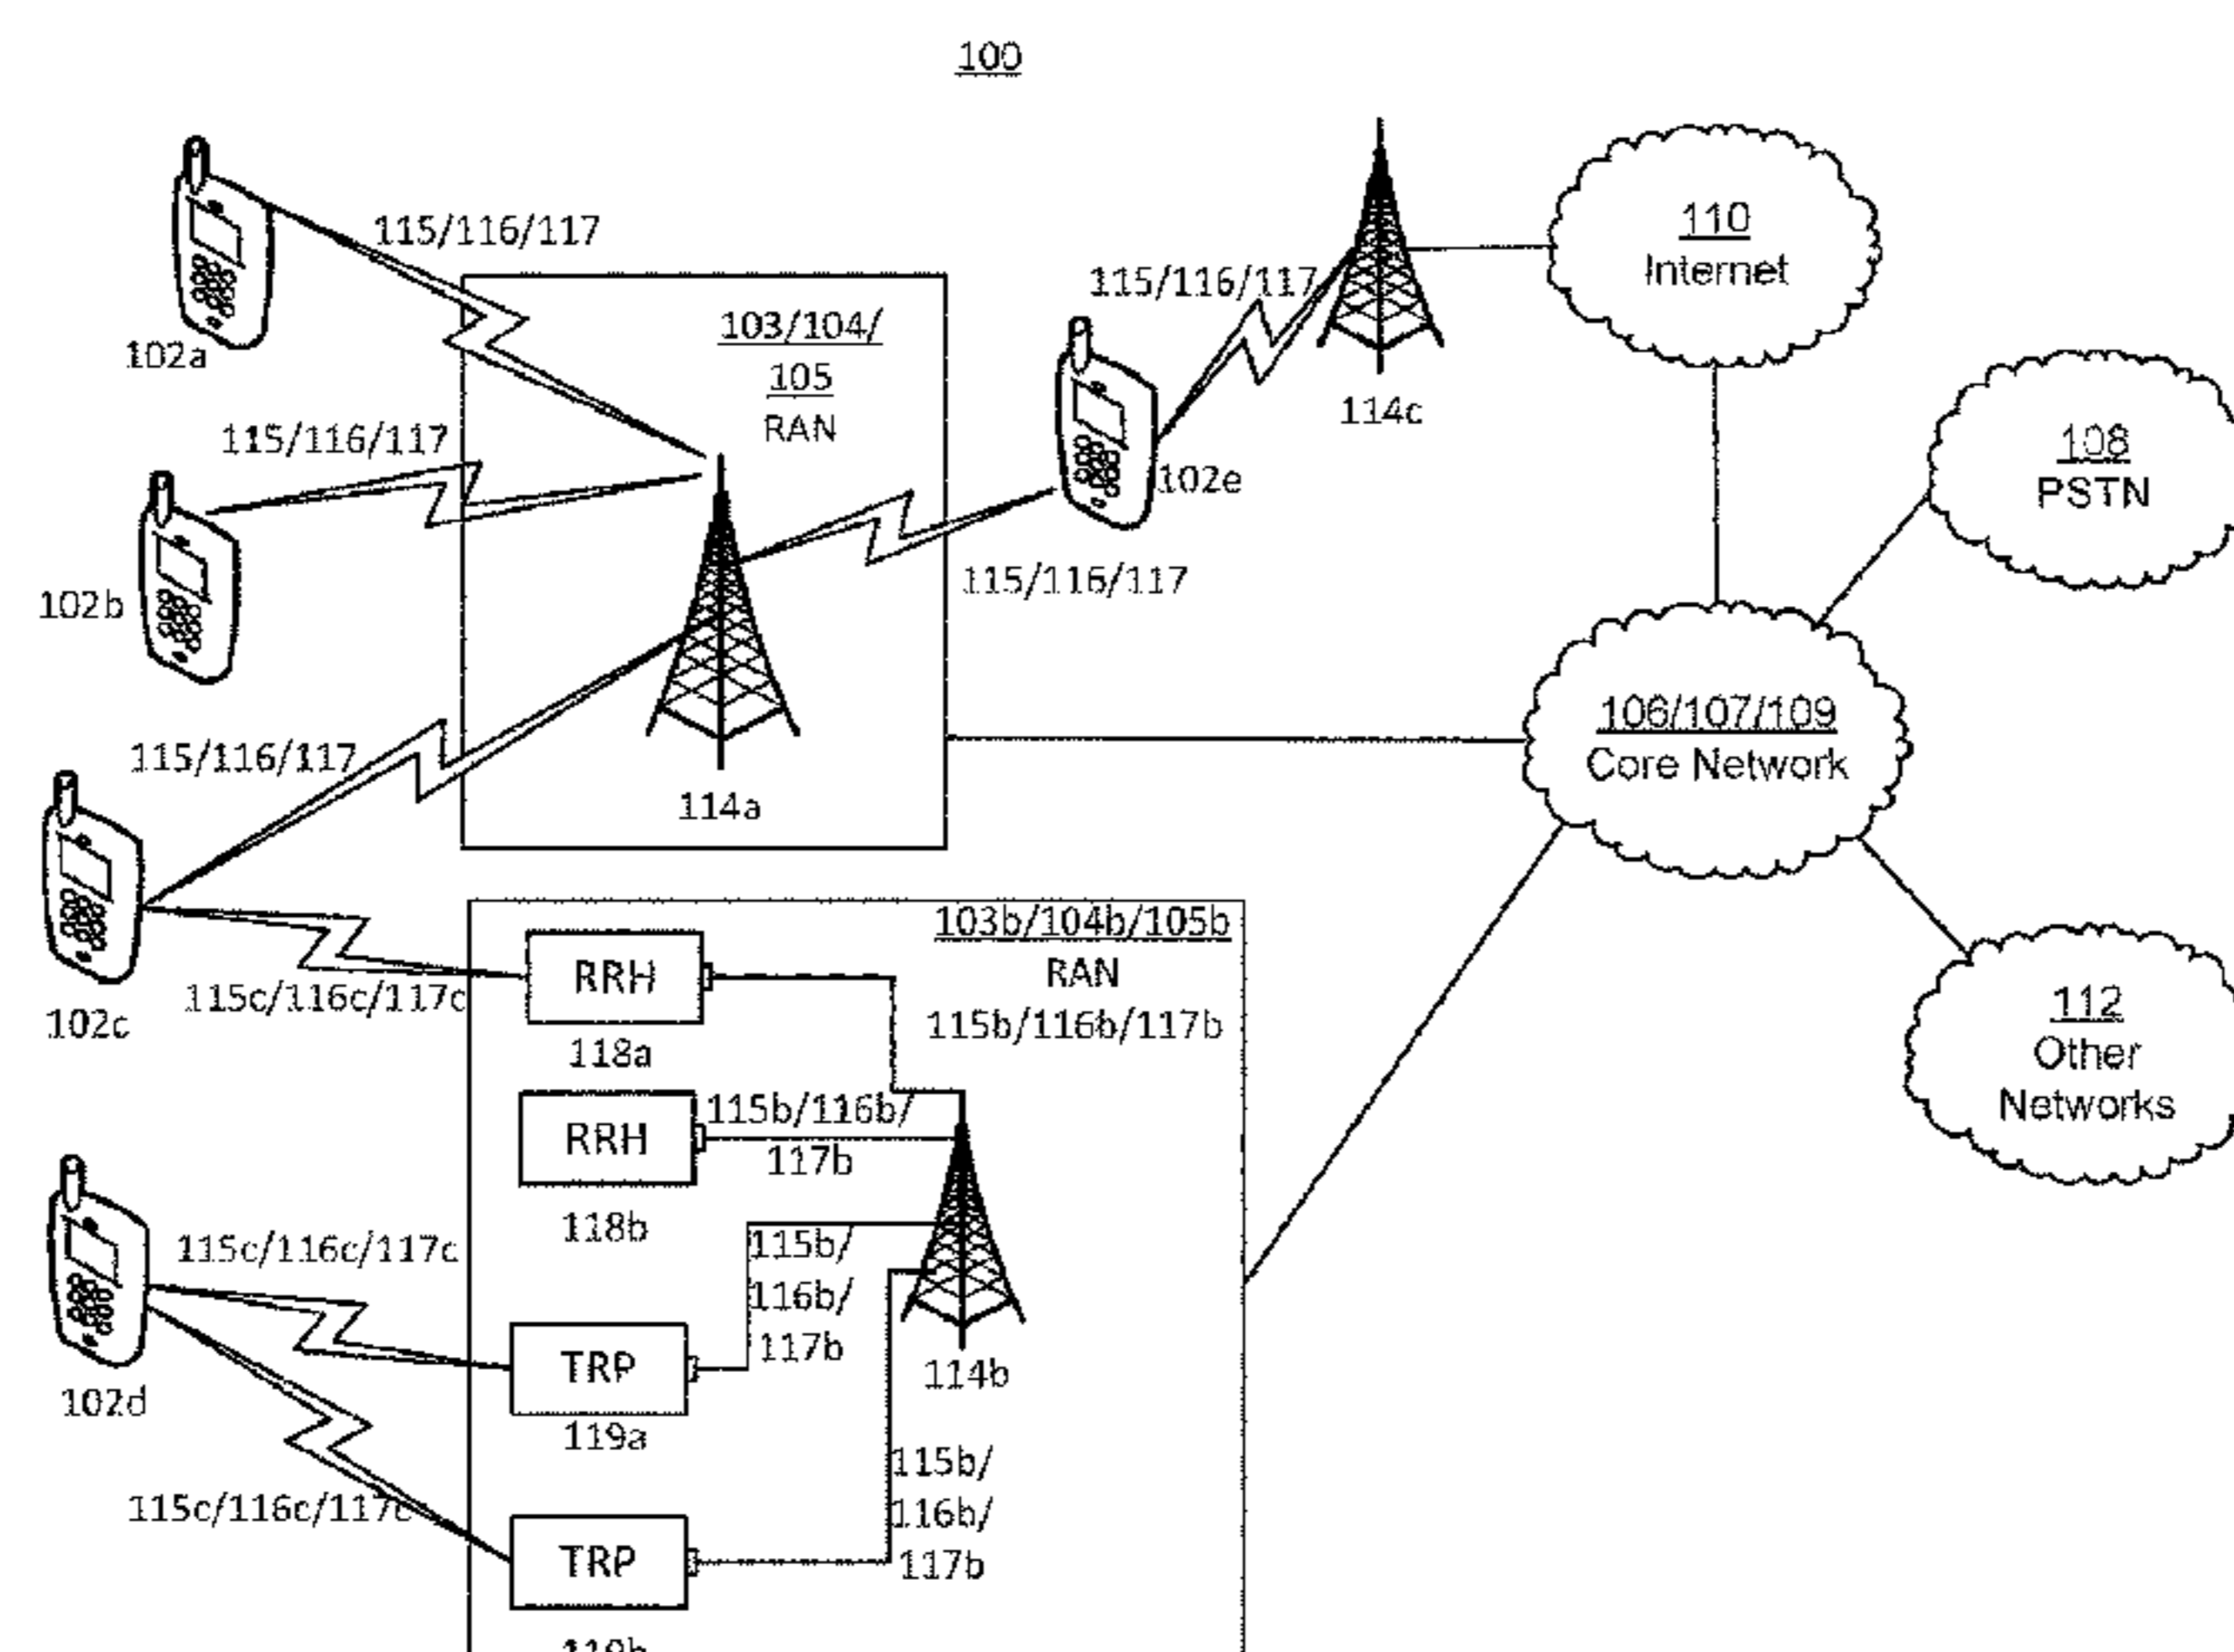 100
115/116/117
110
Internet
115/116/117
103/104/
105
RAN
102a
114c
115/116/117
108
PSTN
102e
115/116/117
102b
106/107/109
Core Network
115/116/117
114a
103b/104b/105b
RAN
115b/116b/117b
RRH
115c/116c/117c
102c
118a
112
Other
Networks
115b/116b/
117b
RRH
118b
115c/116c/117c
115b/
116b/
117b
TRP
114b
102d
119a
115b/
116b/
117b
115c/116c/117c
TRP